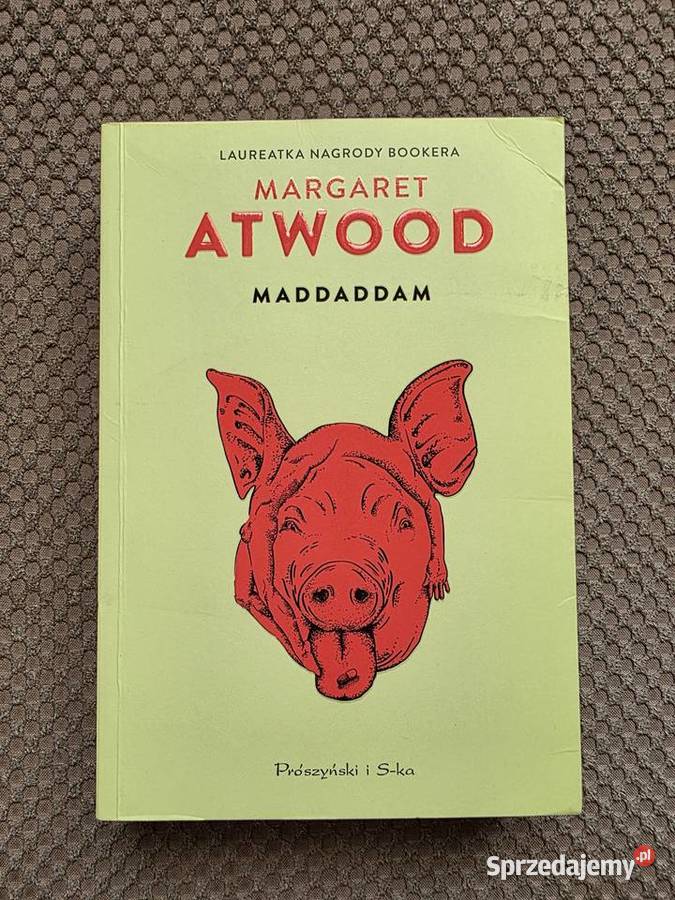 LAUREATKA NAGRODY BOOKERA
MARGARET
ATWOOD
MADDADDAM
Prószyński i S-ka
Sprzedajemy.pl